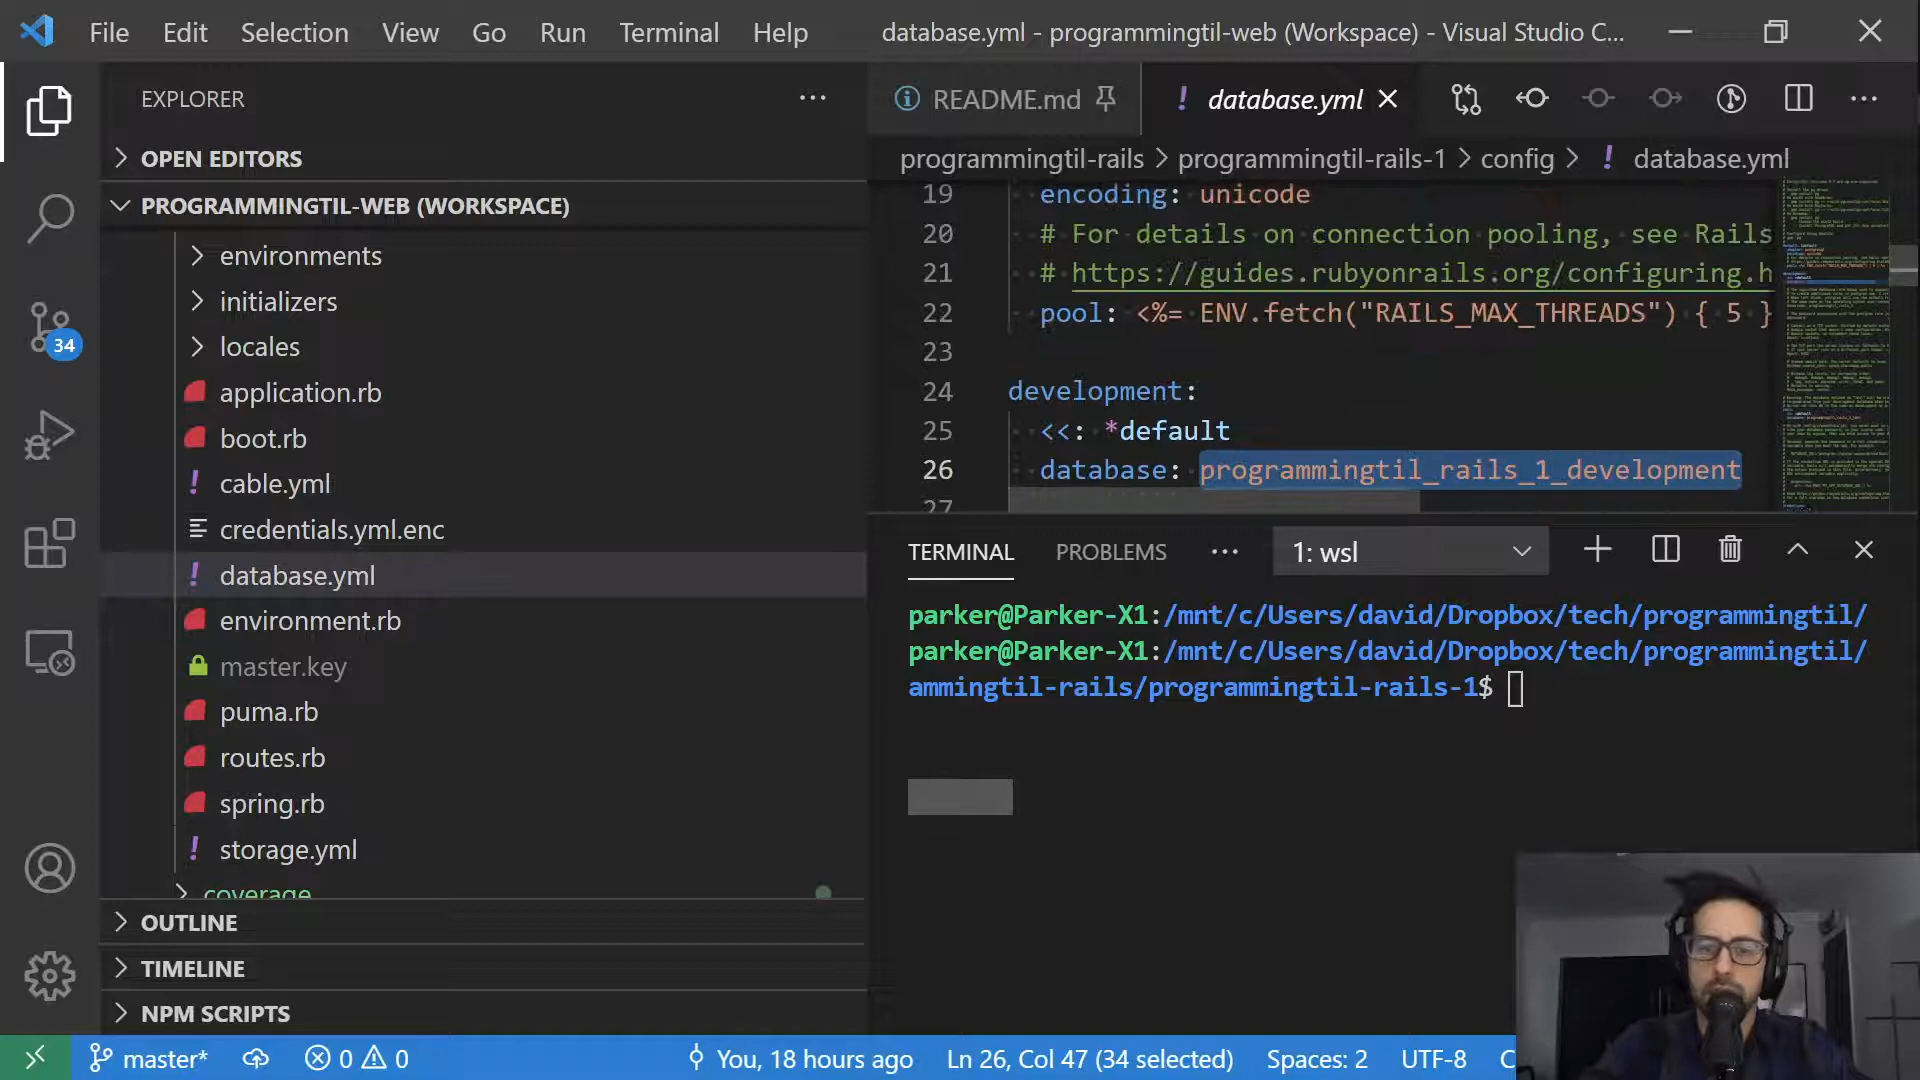 File Edit Selection View Go Run Terminal Help
database.yml - programmingtil-web (Workspace) - Visual Studio C...
EXPLORER
OPEN EDITORS
PROGRAMMINGTIL-WEB (WORKSPACE)
environments
initializers
locales
application.rb
boot.rb
cable.yml
credentials.yml.enc
database.yml
environment.rb
master.key
puma.rb
routes.rb
spring.rb
storage.yml
coverage
OUTLINE
TIMELINE
NPM SCRIPTS
34
README.md
database.yml
programmingtil-rails > programmingtil-rails-1 > config > ! database.yml
19 encoding: unicode
20 # For details on connection pooling, see Rails
21 # https://guides.rubyonrails.org/configuring.h
22 pool: <%= ENV.fetch("RAILS_MAX_THREADS") { 5 }
23
24 development:
25 <<: *default
26 database: programmingtil_rails_1_development
27
TERMINAL PROBLEMS ... 1: wsl
parker@Parker-X1:/mnt/c/Users/david/Dropbox/tech/programmingtil/
parker@Parker-X1:/mnt/c/Users/david/Dropbox/tech/programmingtil/
ammingtil-rails/programmingtil-rails-1$
master* 0 0 You, 18 hours ago Ln 26, Col 47 (34 selected) Spaces: 2 UTF-8 C